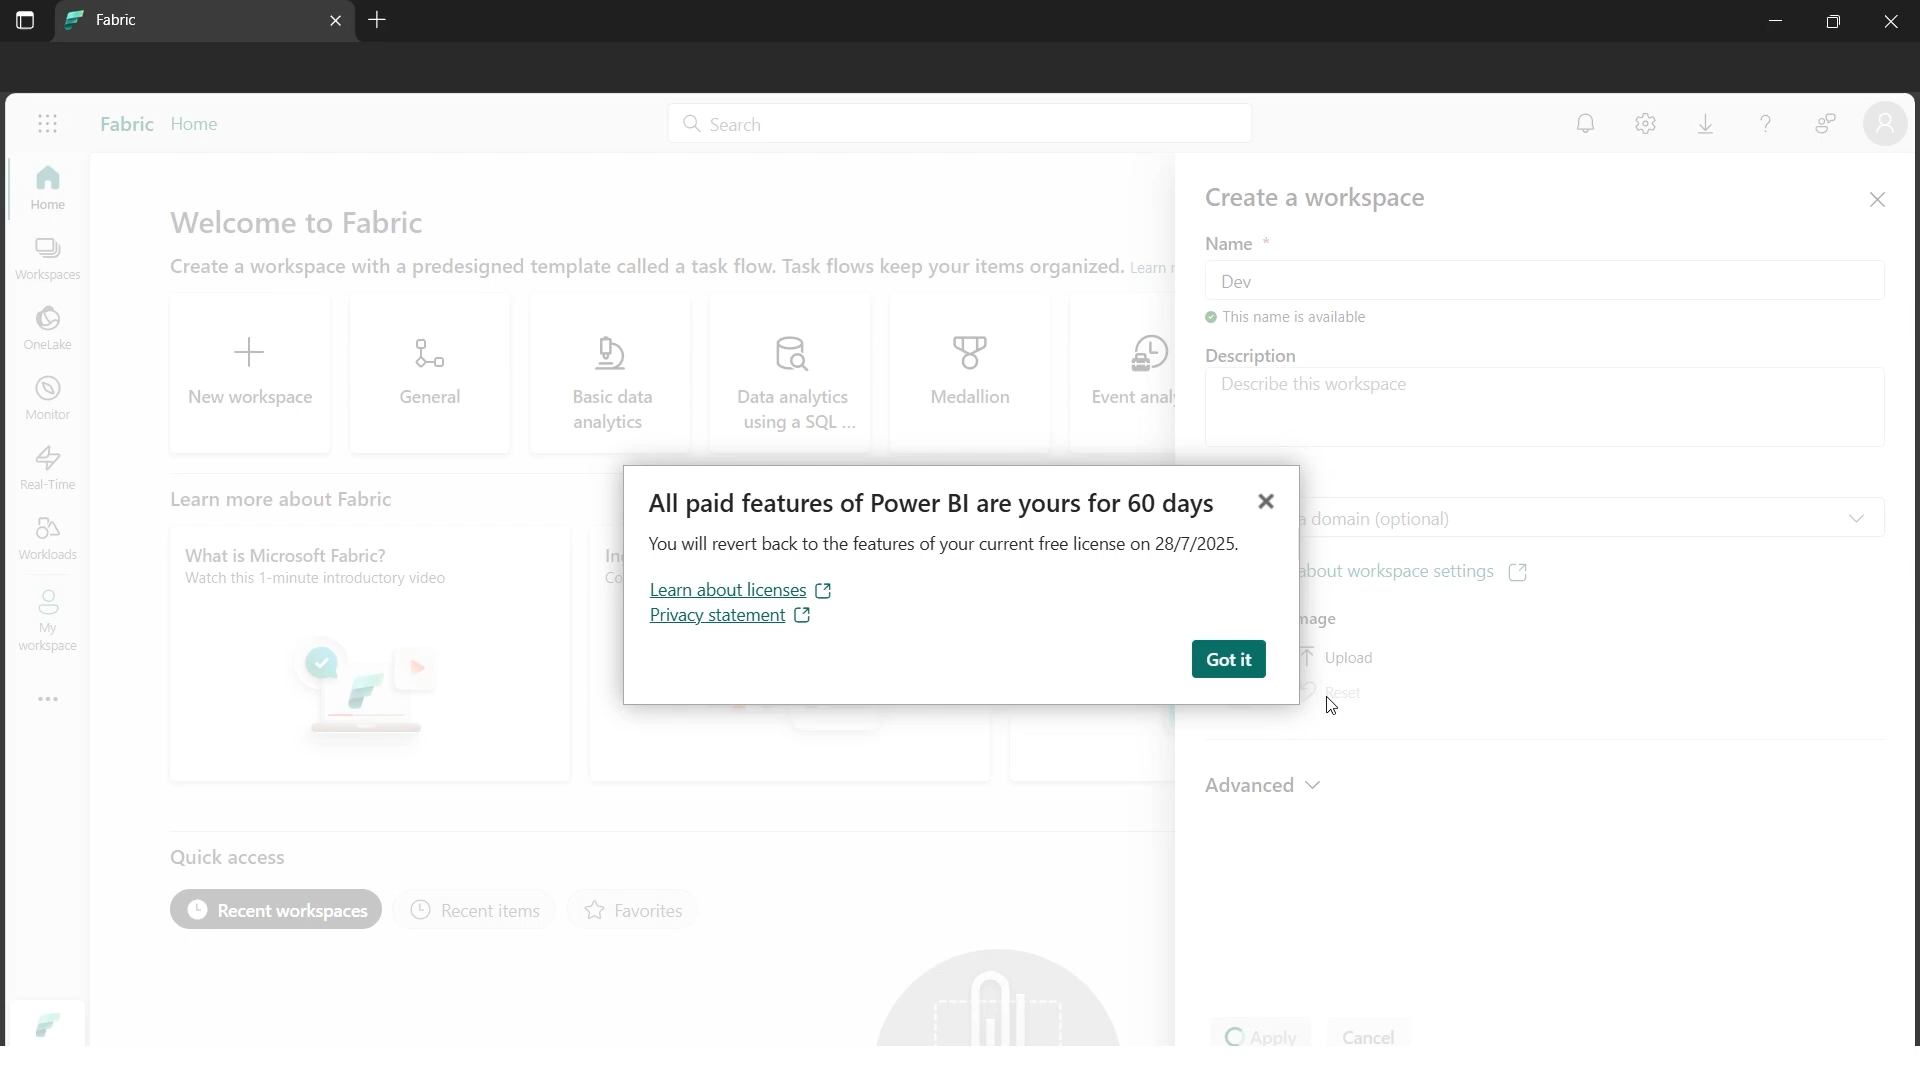 Fabric
Fabric Home
Search
Home
Workspaces
OneLake
Monitor
Real-Time
Workloads
My
workspace
Welcome to Fabric
Create a workspace with a predesigned template called a task flow. Task flows keep your items organized. Learn
New workspace
General
Basic data
analytics
Data analytics
using a SQL ...
Medallion
Event
Learn more about Fabric
What is Microsoft Fabric?
Watch this 1-minute introductory video
Quick access
Recent workspaces
Recent items
Favorites
Create a workspace
Name *
Dev
This name is available
Description
Describe this workspace
a domain (optional)
about workspace settings
Upload
Reset
Advanced
Apply
Cancel
All paid features of Power BI are yours for 60 days
You will revert back to the features of your current free license on 28/7/2025.
Learn about licenses
Privacy statement
Got it